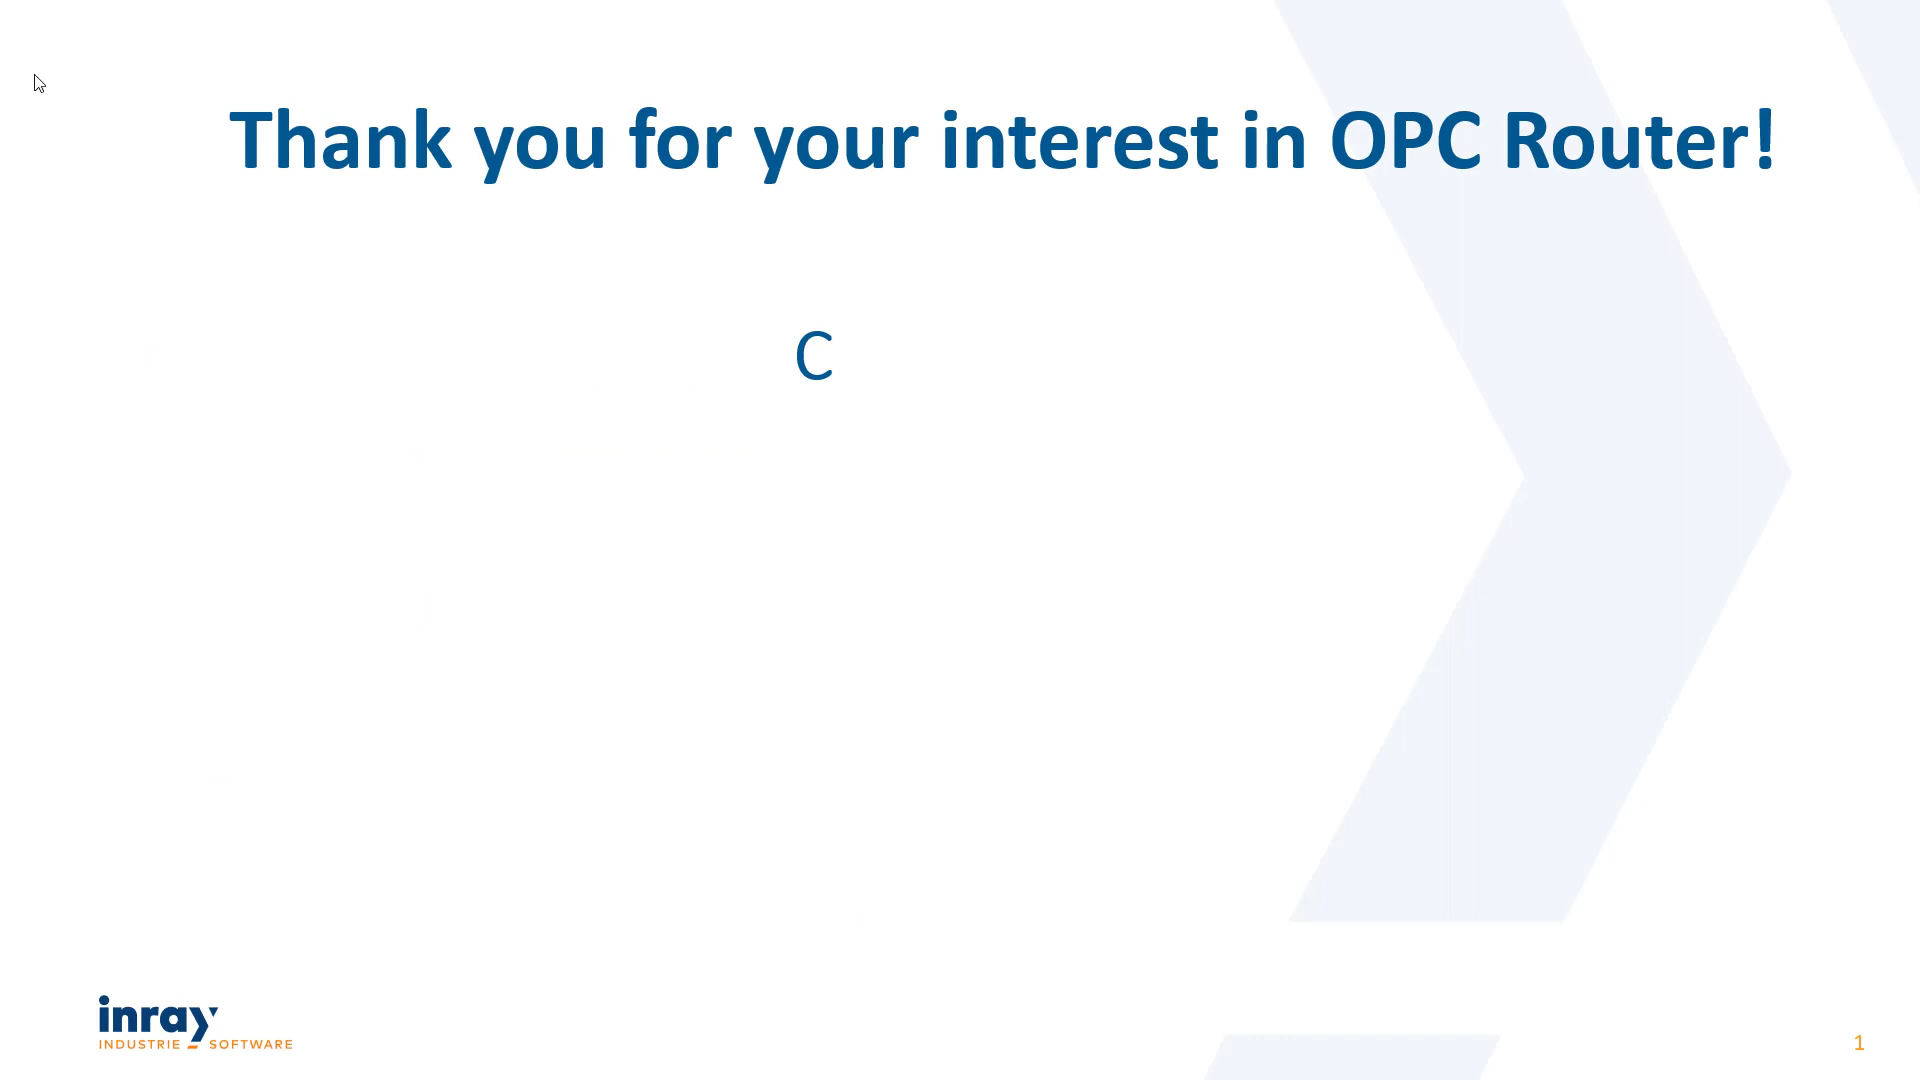 Thank you for your interest in OPC Router!
C
inray
INDUSTRIE SOFTWARE
1